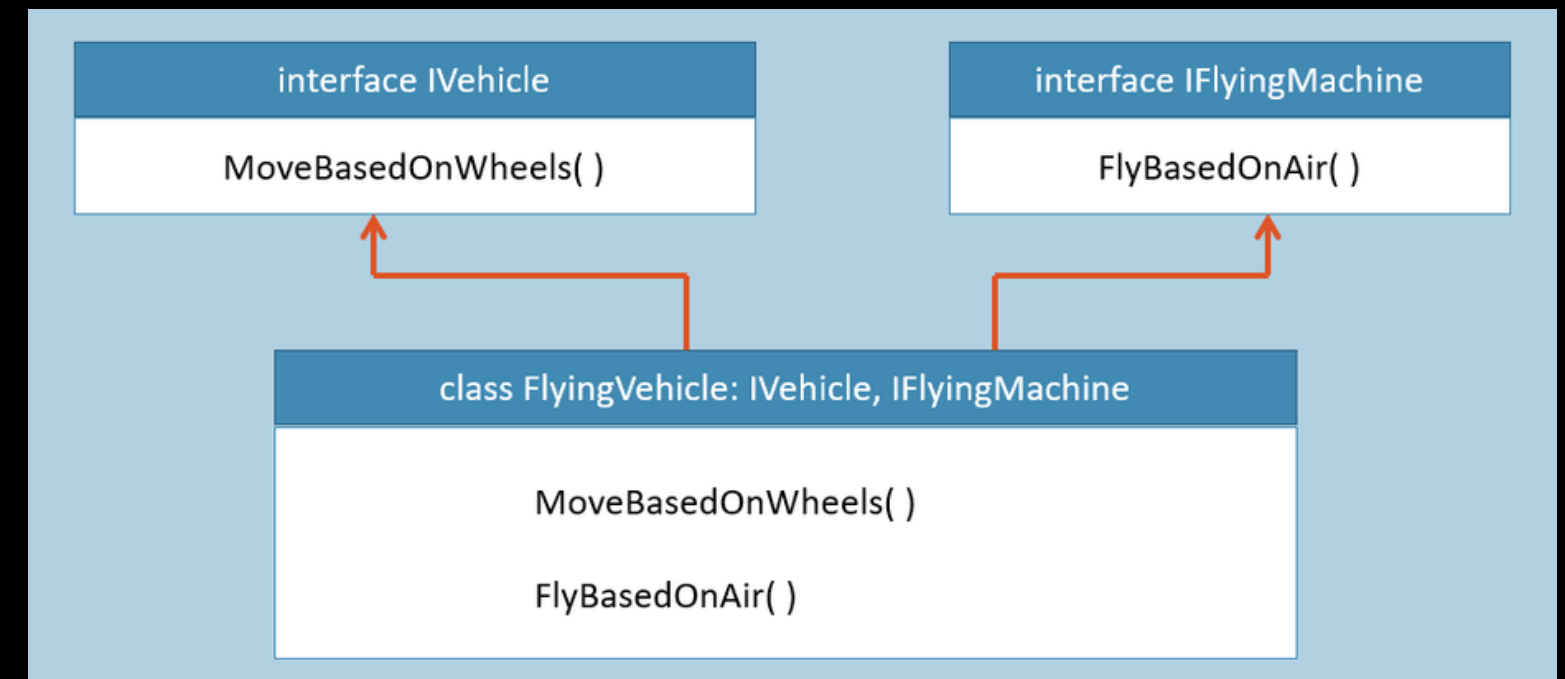 interface IVehicle
MoveBasedOnWheels( )
interface IFlyingMachine
FlyBasedOnAir( )
class FlyingVehicle: IVehicle, IFlyingMachine
MoveBasedOnWheels( )
FlyBasedOnAir( )